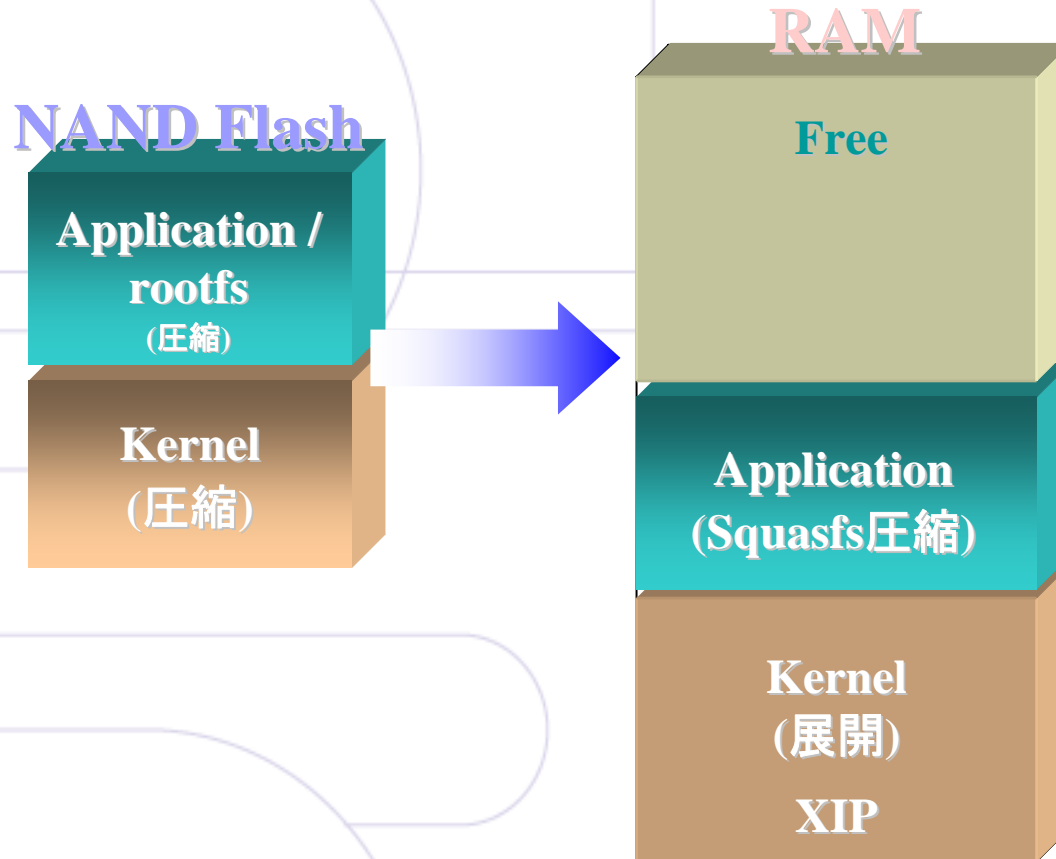 NAND Flash
Application /
rootfs
(圧縮)
Kernel
(圧縮)
RAM
Free
Application
(Squasfs圧縮)
Kernel
(展開)
XIP